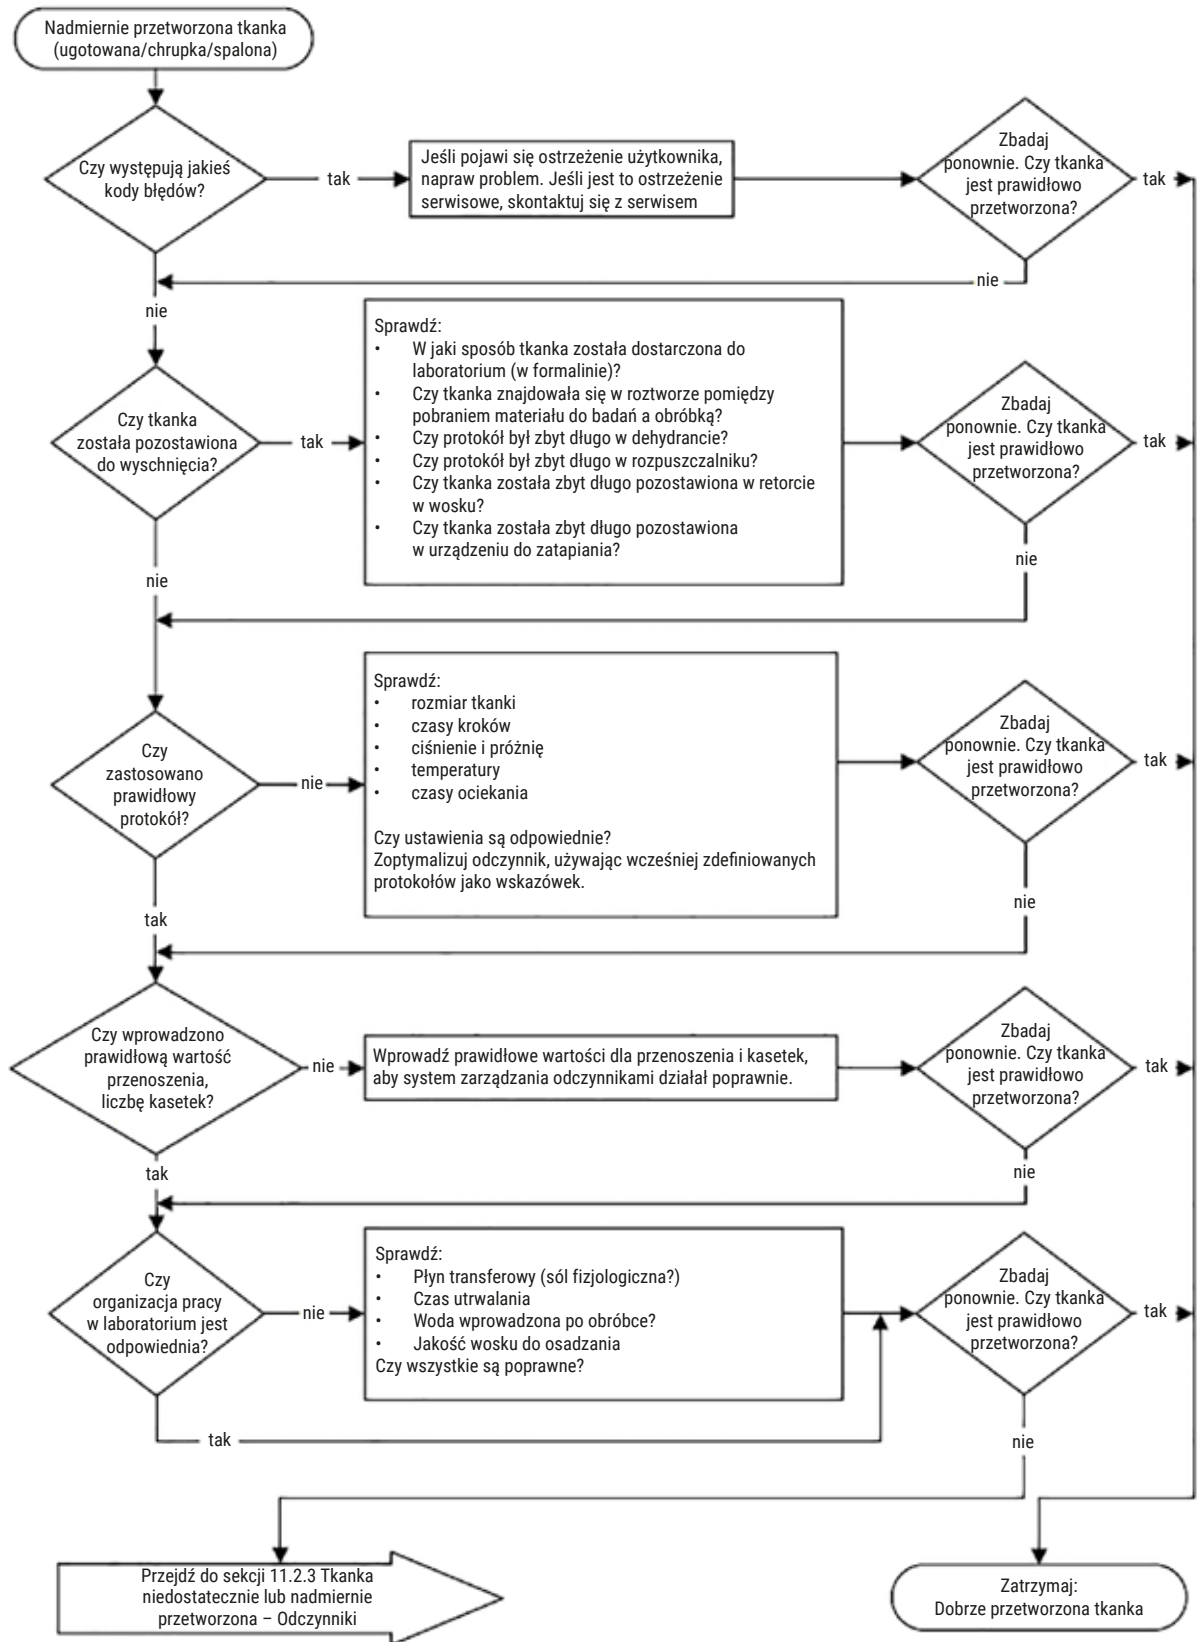 Nadmiernie przetworzona tkanka
(ugotowana/chrupka/spalona)
Czy występują jakieś
kody błędów?
tak
Jeśli pojawi się ostrzeżenie użytkownika,
napraw problem. Jeśli jest to ostrzeżenie
serwisowe, skontaktuj się z serwisem
Zbadaj
ponownie. Czy tkanka
jest prawidłowo
przetworzona?
tak
nie
nie
Czy tkanka
została pozostawiona
do wyschnięcia?
tak
Sprawdź:
• W jaki sposób tkanka została dostarczona do
laboratorium (w formalinie)?
• Czy tkanka znajdowała się w roztworze pomiędzy
pobraniem materiału do badań a obróbką?
• Czy protokół był zbyt długo w dehydrancie?
• Czy protokół był zbyt długo w rozpuszczalniku?
• Czy tkanka została zbyt długo pozostawiona w retorcie
w wosku?
• Czy tkanka została zbyt długo pozostawiona
w urządzeniu do zatapiania?
Zbadaj
ponownie. Czy tkanka
jest prawidłowo
przetworzona?
tak
nie
nie
Czy
zastosowano
prawidłowy
protokół?
nie
Sprawdź:
• rozmiar tkanki
• czasy kroków
• ciśnienie i próżnię
• temperatury
• czasy ociekania
Czy ustawienia są odpowiednie?
Zoptymalizuj odczynnik, używając wcześniej zdefiniowanych
protokołów jako wskazówek.
Zbadaj
ponownie. Czy tkanka
jest prawidłowo
przetworzona?
tak
nie
tak
Czy wprowadzono
prawidłową wartość
przenoszenia,
liczbę kasetek?
nie
Wprowadź prawidłowe wartości dla przenoszenia i kasetek,
aby system zarządzania odczynnikami działał poprawnie.
Zbadaj
ponownie. Czy tkanka
jest prawidłowo
przetworzona?
tak
nie
tak
Czy
organizacja pracy
w laboratorium jest
odpowiednia?
nie
Sprawdź:
• Płyn transferowy (sól fizjologiczna?)
• Czas utrwalania
• Woda wprowadzona po obróbce?
• Jakość wosku do osadzania
Czy wszystkie są poprawne?
Zbadaj
ponownie. Czy tkanka
jest prawidłowo
przetworzona?
tak
tak
nie
Przejdź do sekcji 11.2.3 Tkanka
niedostatecznie lub nadmiernie
przetworzona – Odczynniki
Zatrzymaj:
Dobrze przetworzona tkanka